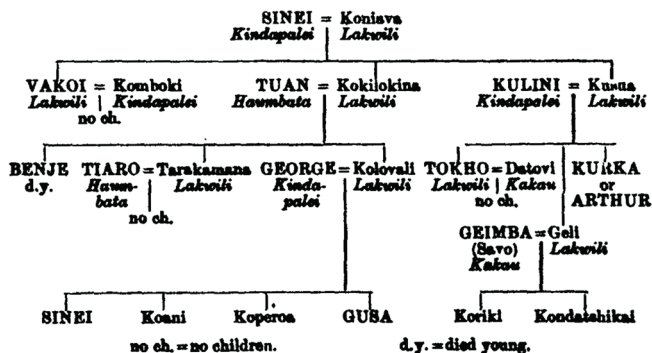 SINEI = Koniava
Kindapalei Lakwili
VAKOI = Komboki TUAN = Kokilokina KULINI = Kunua
Lakwili Kindapalei Haumbata Lakwili Kindapalei Lakwili
no ch.
BENJE TIARO = Tarakamana GEORGE = Kolovali TOKHO = Datovi KURKA
d.y. Haum- Lakwili Kinda- Lakwili Lakwili Kakau or
bata palei no ch. ARTHUR
no ch.
GEIMBA = Geli
(Savo) Lakwili
Kakau
SINEI Koani Koperoa GUSA Koriki Kondatshikai
no ch. = no children. d.y. = died young.